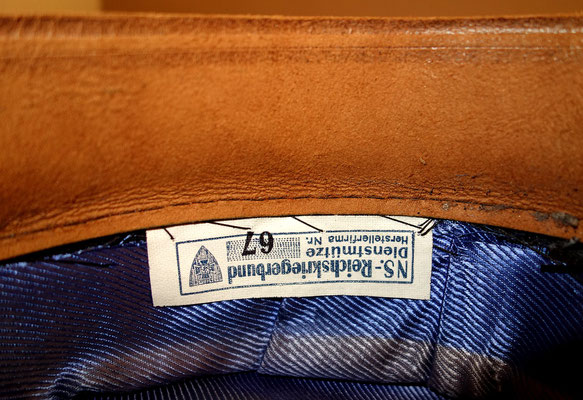 NS.-Reichskriegerbund
Dienstmütze
Herstellerfirma Nr. 67